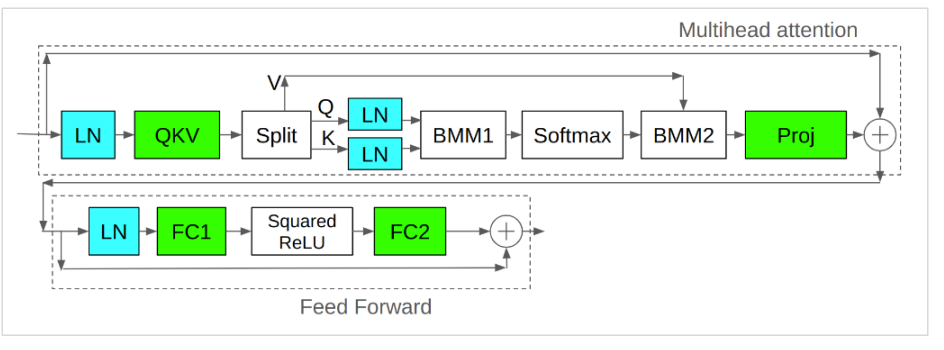 Multihead attention
V
Q
K
LN
QKV
Split
LN
LN
BMM1
Softmax
BMM2
Proj
LN
FC1
Squared
ReLU
FC2
Feed Forward